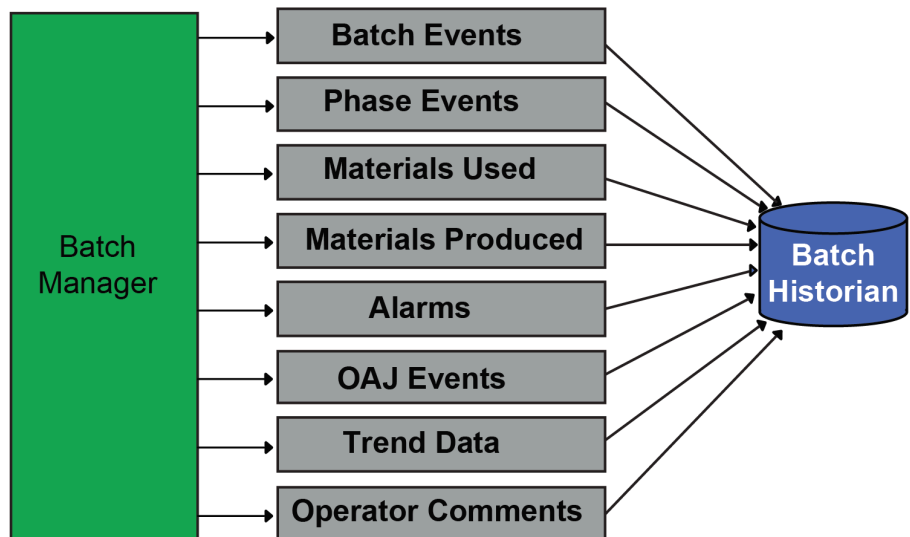 Batch Events
Phase Events
Materials Used
Materials Produced
Alarms
OAJ Events
Trend Data
Operator Comments
Batch
Manager
Batch
Historian